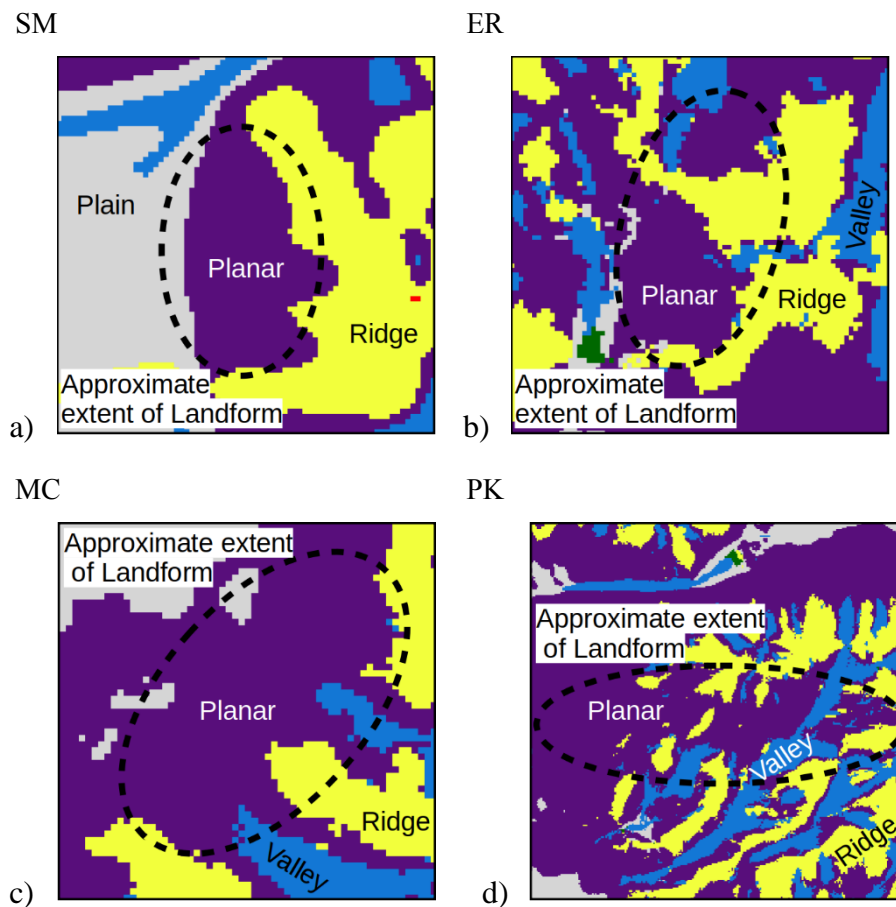 SM
Plain
Planar
Ridge
Approximate
extent of Landform
a)
ER
Valley
Planar
Ridge
Approximate
extent of Landform
b)
MC
Approximate extent
of Landform
Planar
Ridge
Valley
c)
PK
Approximate extent
of Landform
Planar
Valley
Ridge
d)